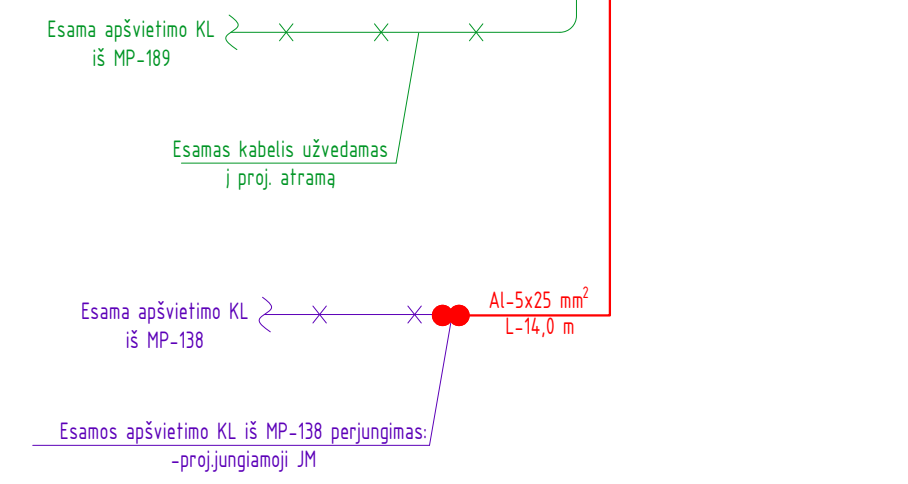 Esama apšvietimo KL
iš MP-189
Esamas kabelis užvedamas
į proj. atramą
Esama apšvietimo KL
iš MP-138
Al-5x25 mm²
L-14,0 m
Esamos apšvietimo KL iš MP-138 perjungimas:
-proj.jungiamoji JM